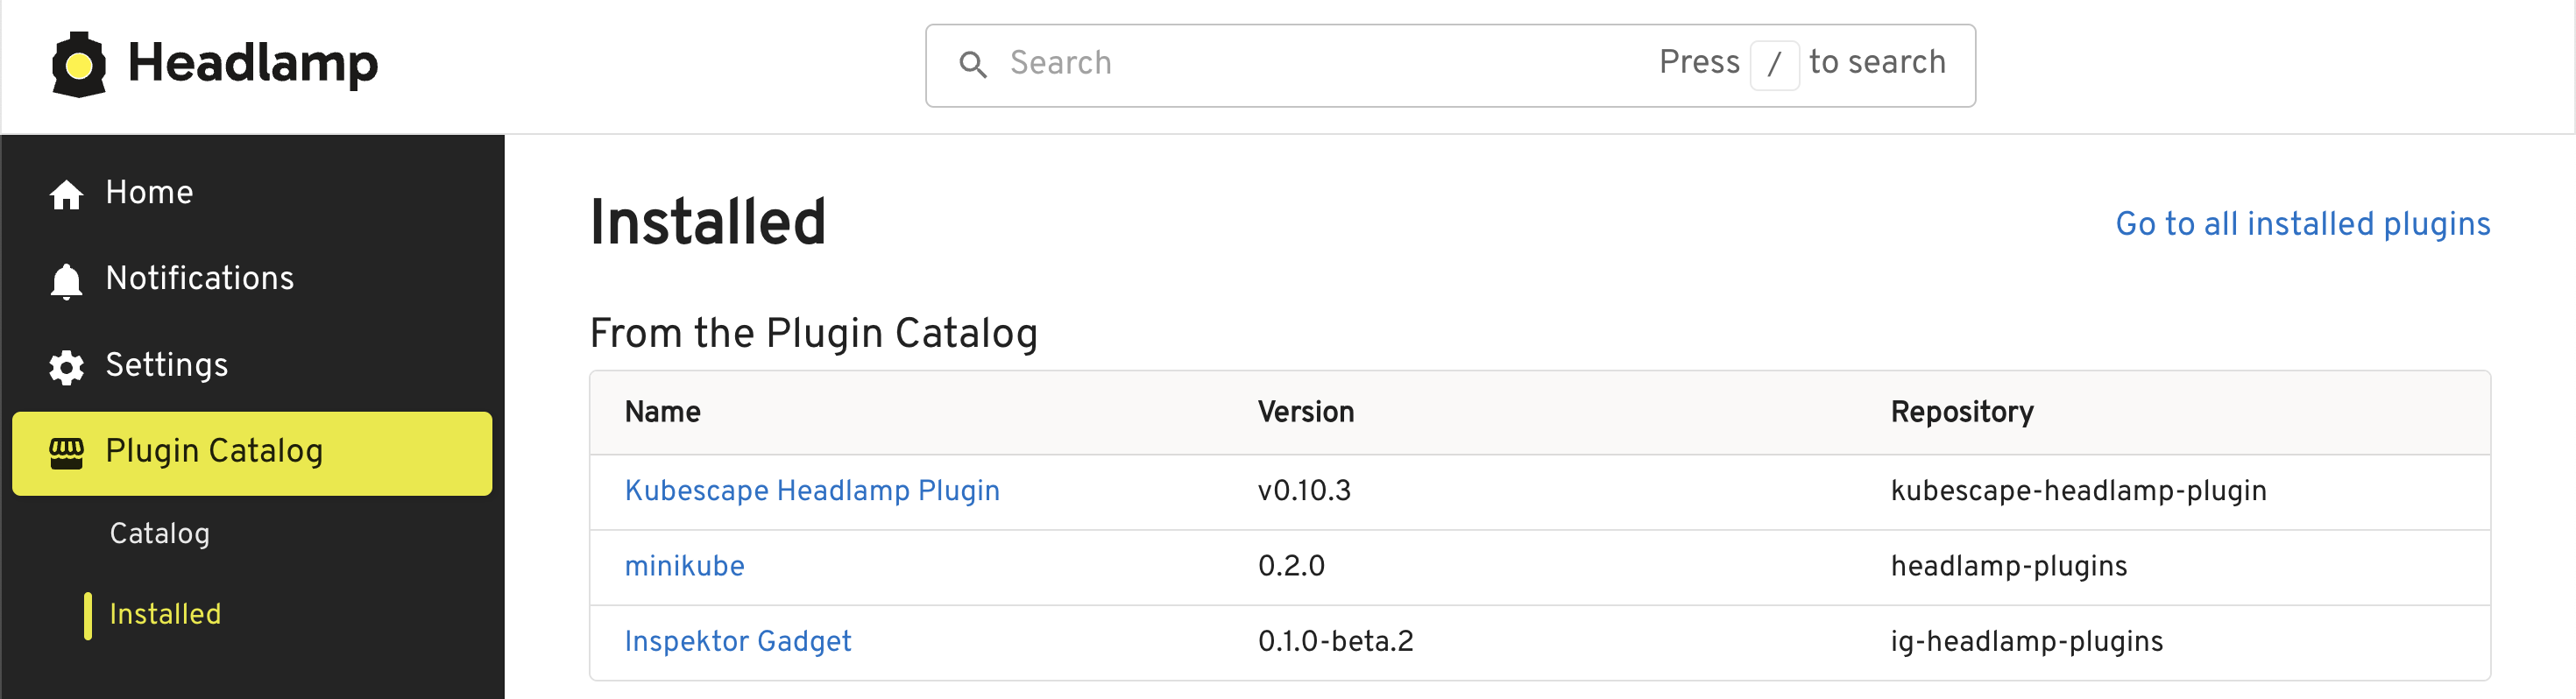 Headlamp
Search
Press / to search
Home
Notifications
Settings
Plugin Catalog
Catalog
Installed
Installed
Go to all installed plugins
From the Plugin Catalog
Name Version Repository
Kubescape Headlamp Plugin v0.10.3 kubescape-headlamp-plugin
minikube 0.2.0 headlamp-plugins
Inspektor Gadget 0.1.0-beta.2 ig-headlamp-plugins